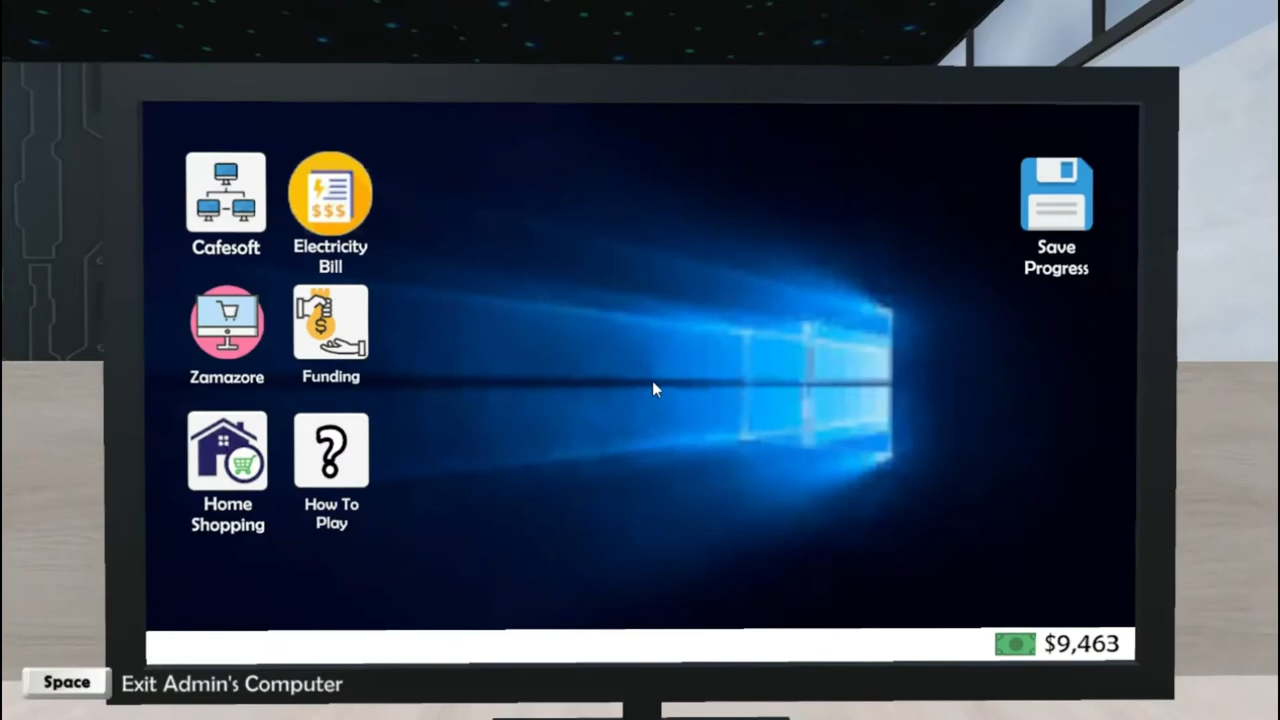 Cafesoft
Electricity
Bill
$$$
Save
Progress
Zamazore
Funding
$
Home
Shopping
?
How To
Play
$9,463
Space
Exit Admin's Computer